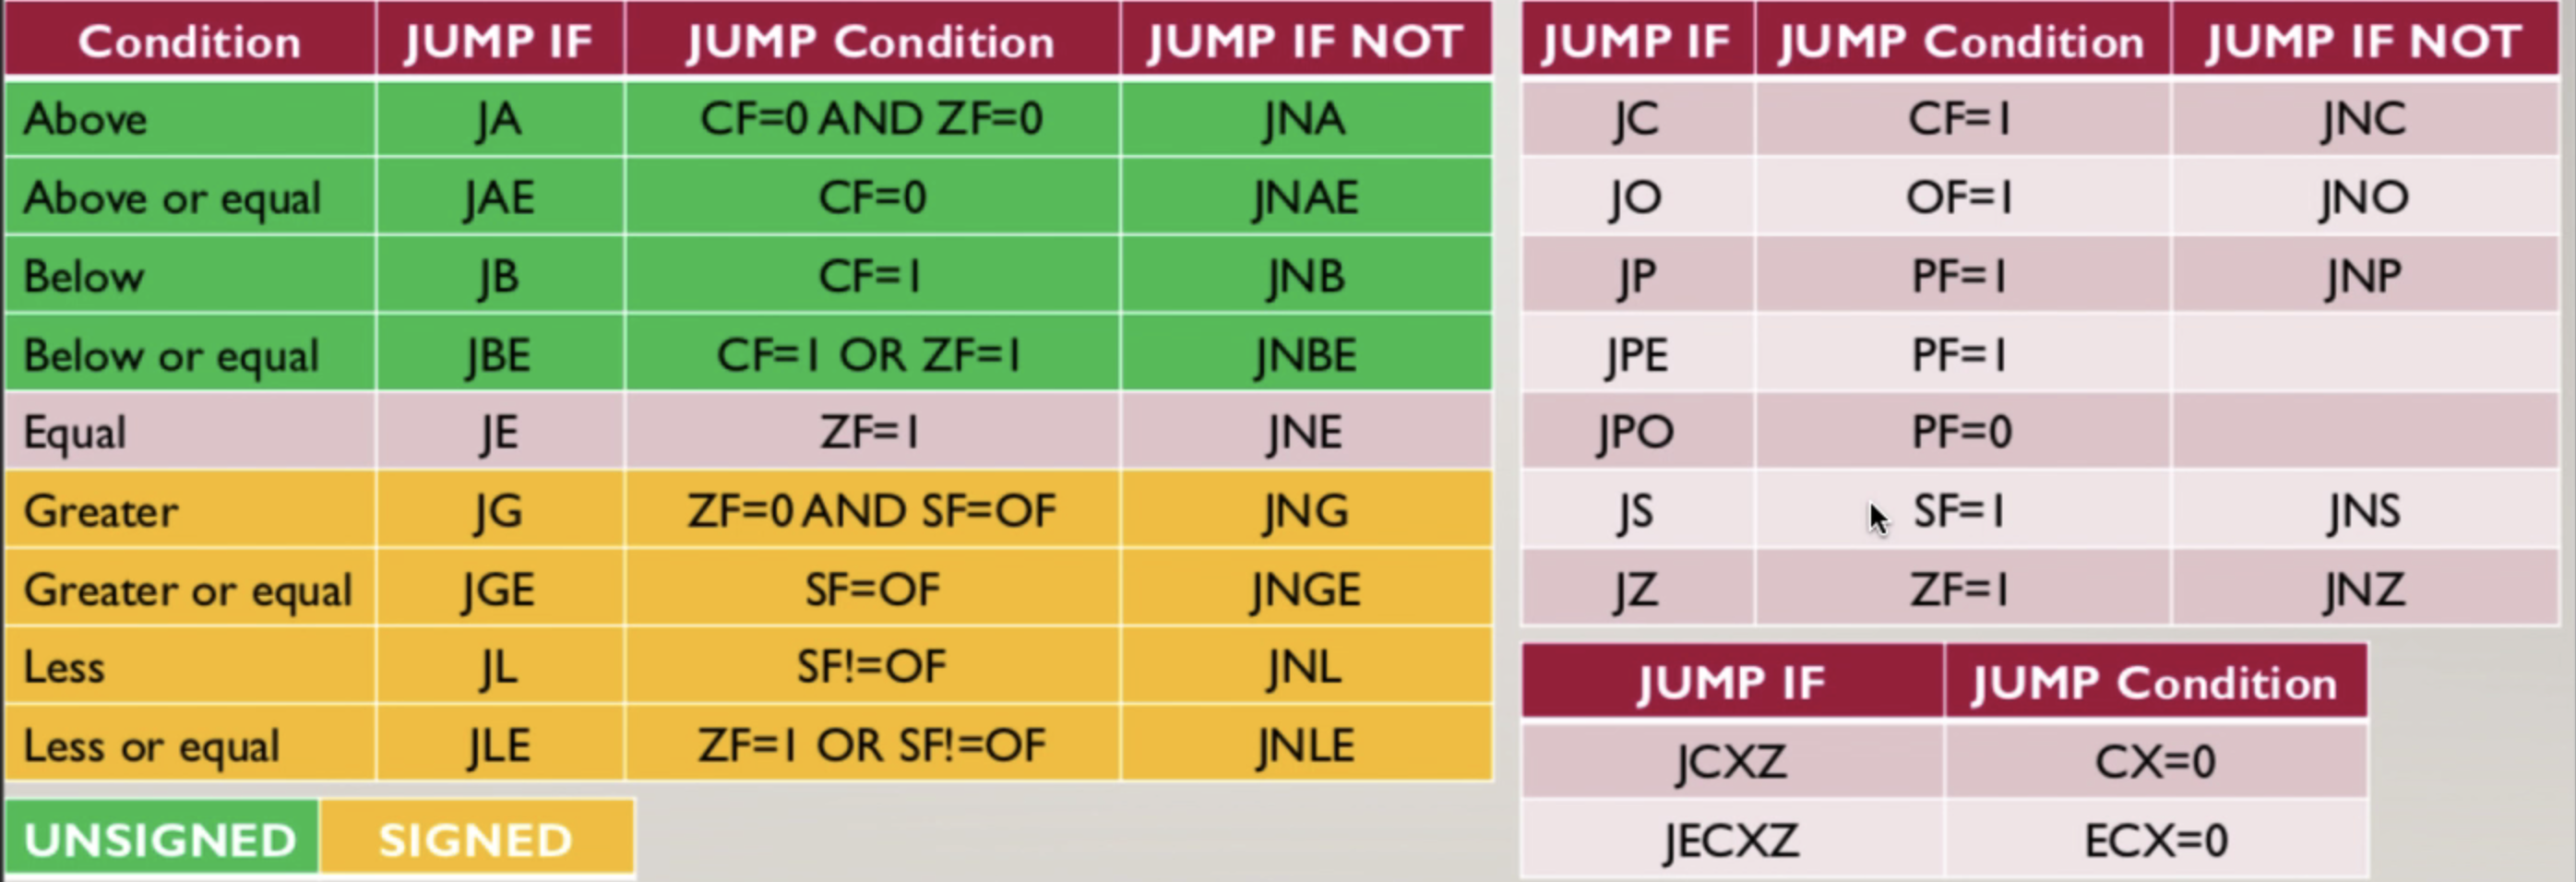 Condition JUMP IF JUMP Condition JUMP IF NOT
Above JA CF=0 AND ZF=0 JNA
Above or equal JAE CF=0 JNAE
Below JB CF=1 JNB
Below or equal JBE CF=1 OR ZF=1 JNBE
Equal JE ZF=1 JNE
Greater JG ZF=0 AND SF=OF JNG
Greater or equal JGE SF=OF JNGE
Less JL SF!=OF JNL
Less or equal JLE ZF=1 OR SF!=OF JNLE
UNSIGNED SIGNED
JUMP IF JUMP Condition JUMP IF NOT
JC CF=1 JNC
JO OF=1 JNO
JP PF=1 JNP
JPE PF=1
JPO PF=0
JS SF=1 JNS
JZ ZF=1 JNZ
JUMP IF JUMP Condition
JCXZ CX=0
JECXZ ECX=0